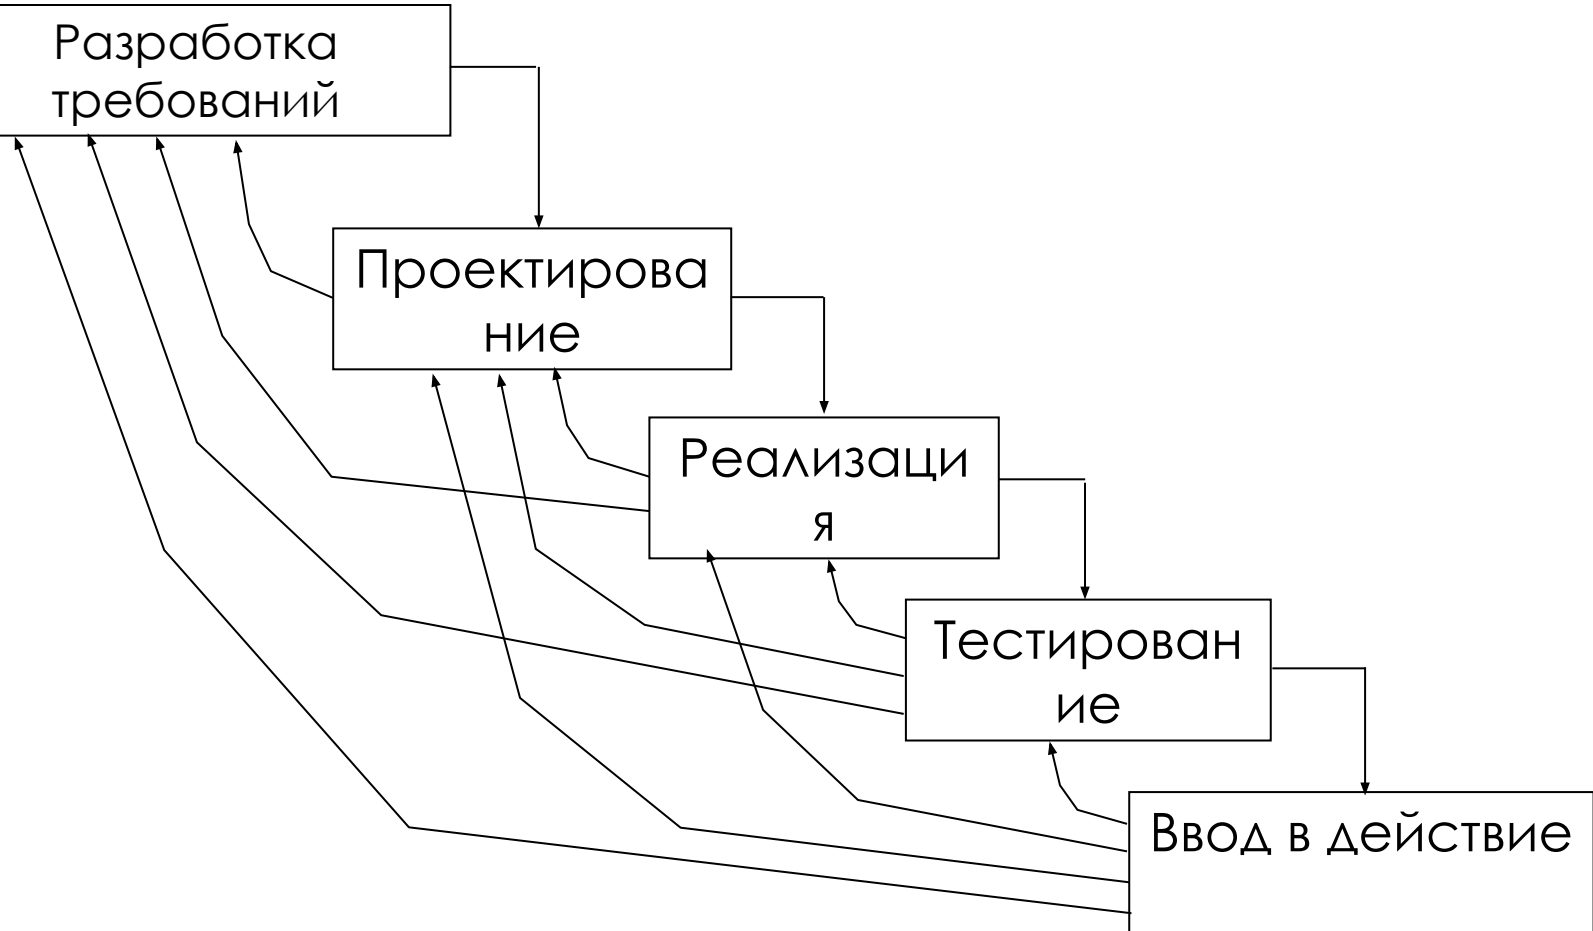 Разработка
требований
Проектирова
ние
Реализаци
я
Тестирован
ие
Ввод в действие